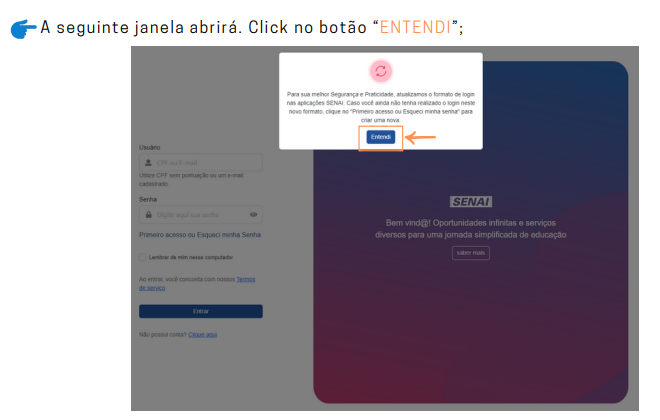 A seguinte janela abrirá. Click no botão “ENTENDI”;
Para sua melhor Segurança e Praticidade, atualizamos o formato de login
nas aplicações SENAI. Caso você ainda não tenha realizado o login neste
novo formato, clique no "Primeiro acesso ou Esqueci minha senha" para
criar uma nova.
Entendi
Usuário
CPF ou E-mail
Utilize CPF sem pontuação ou um e-mail
cadastrado.
Senha
Digite aqui sua senha
Primeiro acesso ou Esqueci minha Senha
Lembrar de mim nesse computador
Ao entrar, você concorda com nossos Termos
de serviço
Entrar
Não possui conta? Clique aqui
SENAI
Bem vind@! Oportunidades infinitas e serviços
diversos para uma jornada simplificada de educação
saber mais